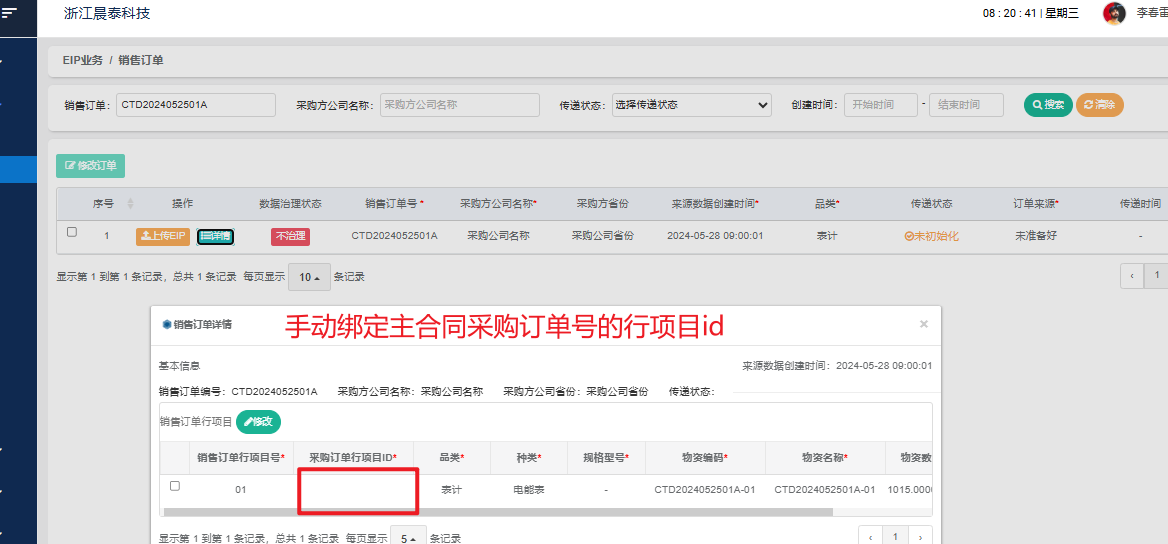 浙江晨泰科技
08:20:41|星期三
李春雷
EIP业务 / 销售订单
销售订单: CTD2024052501A 采购方公司名称: 采购方公司名称 传递状态: 选择传递状态 创建时间: 开始时间 - 结束时间 搜索 清除
修改订单
序号 操作 数据治理状态 销售订单号* 采购方公司名称* 采购方省份 来源数据创建时间* 品类* 传递状态 订单来源* 传递时间
1 上传EIP 详情 不治理 CTD2024052501A 采购公司名称 采购公司省份 2024-05-28 09:00:01 表计 未初始化 未准备好 -
显示第 1 到第 1 条记录，总共 1 条记录 每页显示 10 条记录 ‹ 1
销售订单详情 手动绑定主合同采购订单号的行项目id ×
基本信息 来源数据创建时间: 2024-05-28 09:00:01
销售订单编号: CTD2024052501A 采购方公司名称: 采购公司名称 采购方公司省份: 采购公司省份 传递状态:
销售订单行项目 修改
销售订单行项目号* 采购订单行项目ID* 品类* 种类* 规格型号* 物资编码* 物资名称* 物资数
01 表计 电能表 - CTD2024052501A-01 CTD2024052501A-01 1015.0000
显示第 1 到第 1 条记录，总共 1 条记录 每页显示 5 条记录 ‹ 1 ›